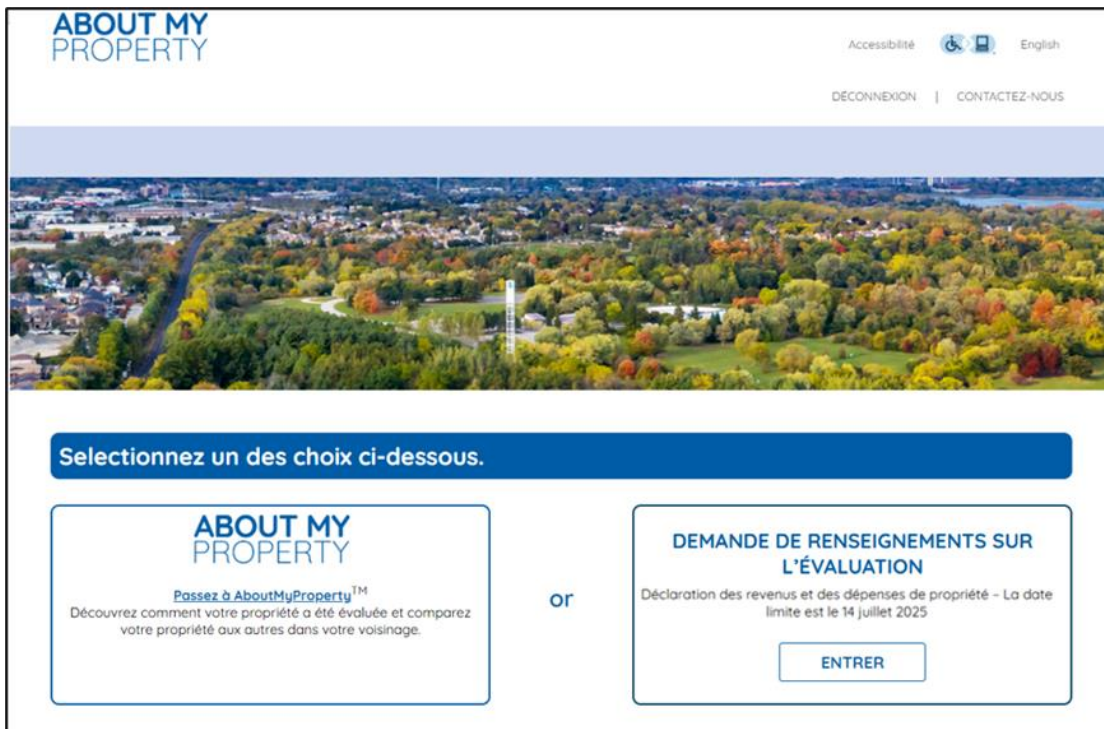 ABOUT MY
PROPERTY
Accessibilité
English
DÉCONNEXION | CONTACTEZ-NOUS
Selectionnez un des choix ci-dessous.
ABOUT MY
PROPERTY
Passez à AboutMyProperty™
Découvrez comment votre propriété a été évaluée et comparez
votre propriété aux autres dans votre voisinage.
or
DEMANDE DE RENSEIGNEMENTS SUR
L'ÉVALUATION
Déclaration des revenus et des dépenses de propriété – La date
limite est le 14 juillet 2025
ENTRER